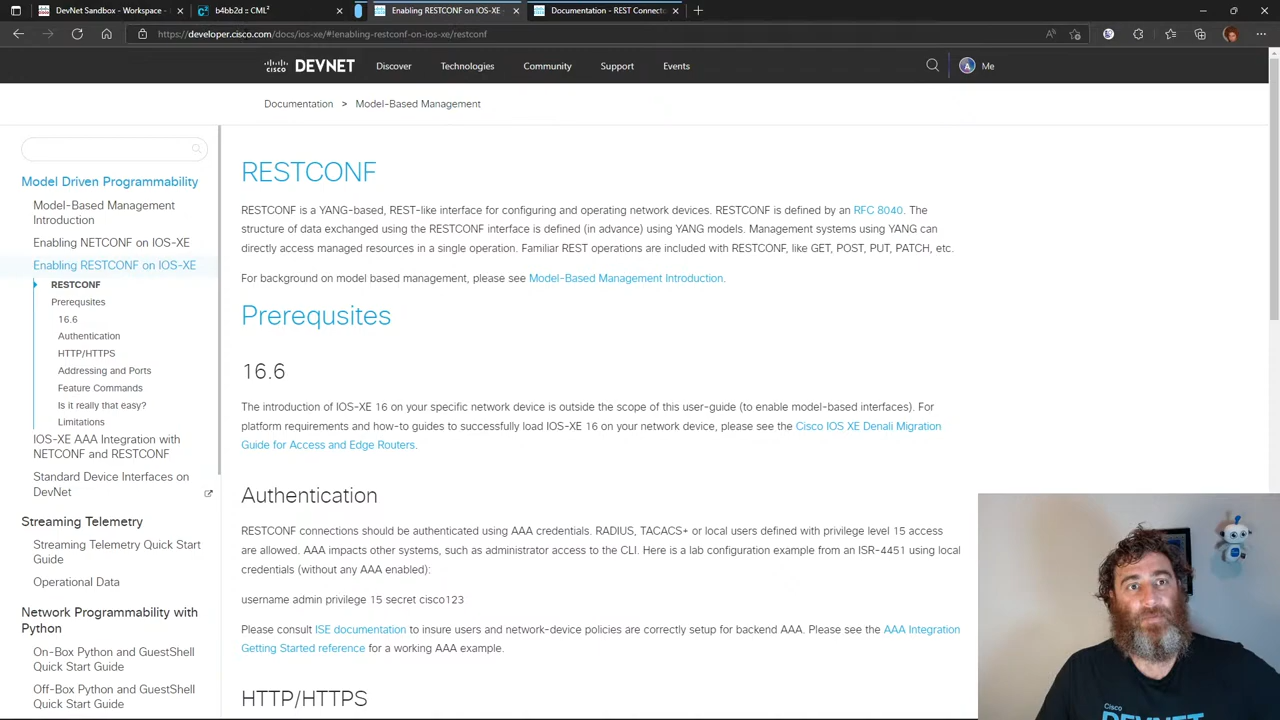 DevNet Sandbox - Workspace -
b4bb2d :: CML²
Enabling RESTCONF on IOS-XE -
Documentation - REST Connecto
https://developer.cisco.com/docs/ios-xe/#!enabling-restconf-on-ios-xe/restconf
CISCO DEVNET
Discover
Technologies
Community
Support
Events
Me
Documentation > Model-Based Management
Model Driven Programmability
Model-Based Management
Introduction
Enabling NETCONF on IOS-XE
Enabling RESTCONF on IOS-XE
RESTCONF
Prerequsites
16.6
Authentication
HTTP/HTTPS
Addressing and Ports
Feature Commands
Is it really that easy?
Limitations
IOS-XE AAA Integration with
NETCONF and RESTCONF
Standard Device Interfaces on
DevNet
Streaming Telemetry
Streaming Telemetry Quick Start
Guide
Operational Data
Network Programmability with
Python
On-Box Python and GuestShell
Quick Start Guide
Off-Box Python and GuestShell
Quick Start Guide
RESTCONF
RESTCONF is a YANG-based, REST-like interface for configuring and operating network devices. RESTCONF is defined by an RFC 8040. The
structure of data exchanged using the RESTCONF interface is defined (in advance) using YANG models. Management systems using YANG can
directly access managed resources in a single operation. Familiar REST operations are included with RESTCONF, like GET, POST, PUT, PATCH, etc.
For background on model based management, please see Model-Based Management Introduction.
Prerequsites
16.6
The introduction of IOS-XE 16 on your specific network device is outside the scope of this user-guide (to enable model-based interfaces). For
platform requirements and how-to guides to successfully load IOS-XE 16 on your network device, please see the Cisco IOS XE Denali Migration
Guide for Access and Edge Routers.
Authentication
RESTCONF connections should be authenticated using AAA credentials. RADIUS, TACACS+ or local users defined with privilege level 15 access
are allowed. AAA impacts other systems, such as administrator access to the CLI. Here is a lab configuration example from an ISR-4451 using local
credentials (without any AAA enabled):
username admin privilege 15 secret cisco123
Please consult ISE documentation to insure users and network-device policies are correctly setup for backend AAA. Please see the AAA Integration
Getting Started reference for a working AAA example.
HTTP/HTTPS
Cisco
DEVNET